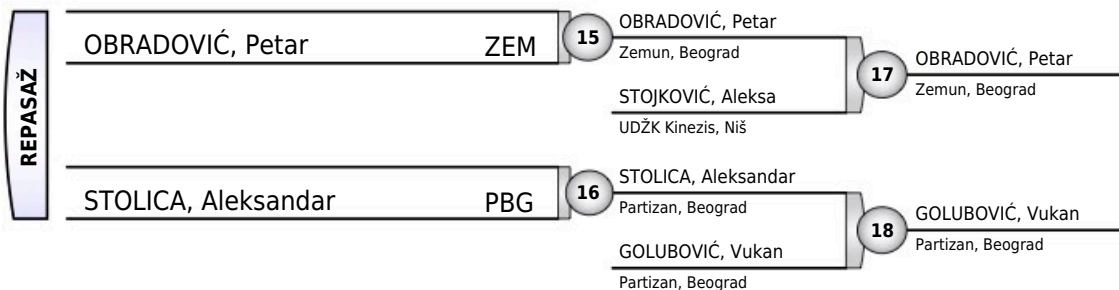 REPASAŽ
OBRADOVIĆ, Petar ZEM
15
OBRADOVIĆ, Petar
Zemun, Beograd
STOJKOVIĆ, Aleksa
UDŽK Kinezis, Niš
17
OBRADOVIĆ, Petar
Zemun, Beograd
STOLICA, Aleksandar PBG
16
STOLICA, Aleksandar
Partizan, Beograd
GOLUBOVIĆ, Vukan
Partizan, Beograd
18
GOLUBOVIĆ, Vukan
Partizan, Beograd